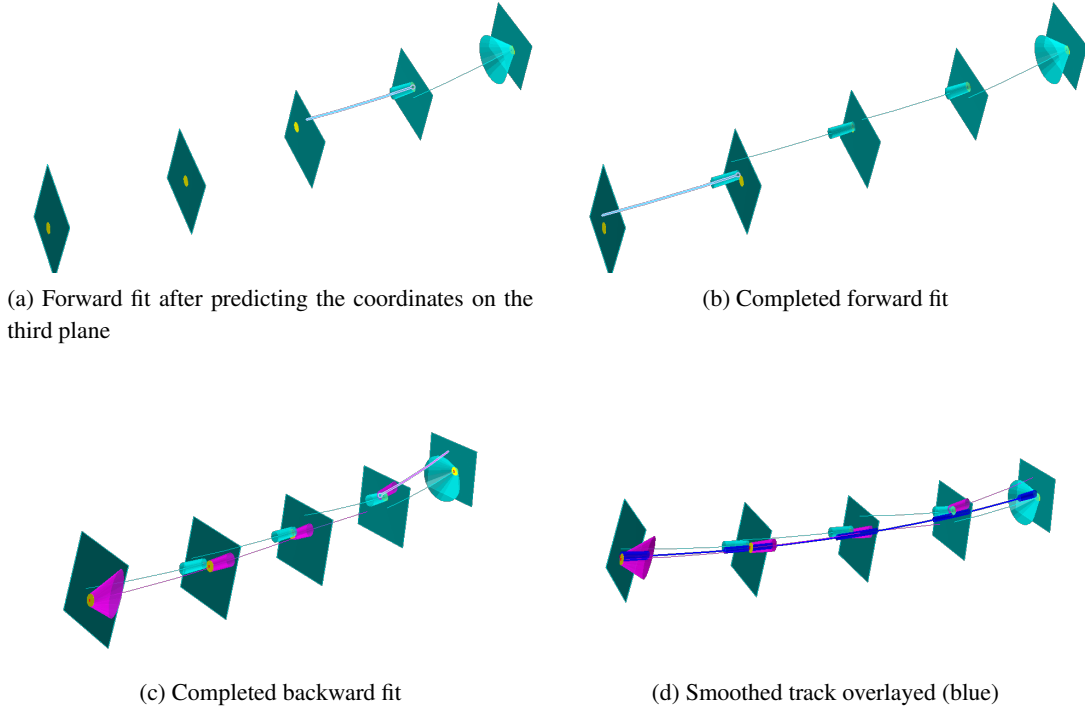 (a) Forward fit after predicting the coordinates on the
third plane
(b) Completed forward fit
(c) Completed backward fit
(d) Smoothed track overlayed (blue)